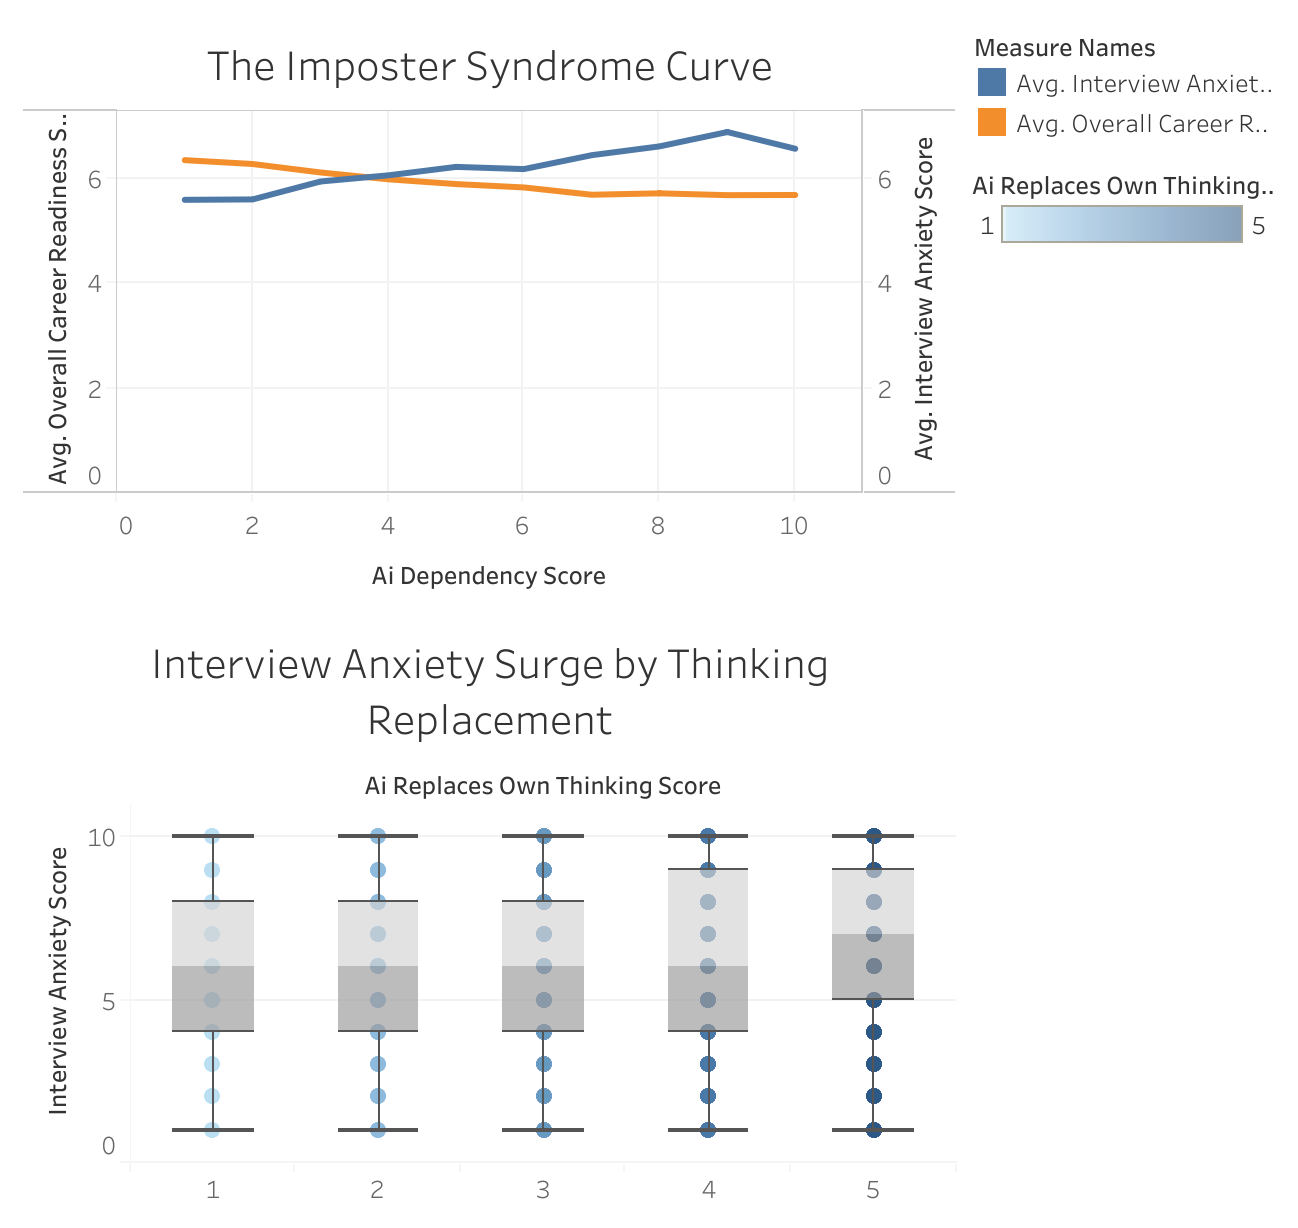 The Imposter Syndrome Curve
Avg. Overall Career Readiness S..
6
4
2
0
6
4
2
0
Avg. Interview Anxiety Score
0 2 4 6 8 10
Ai Dependency Score
Measure Names
Avg. Interview Anxiet..
Avg. Overall Career R..
Ai Replaces Own Thinking..
1 5
Interview Anxiety Surge by Thinking
Replacement
Ai Replaces Own Thinking Score
Interview Anxiety Score
10
5
0
1 2 3 4 5